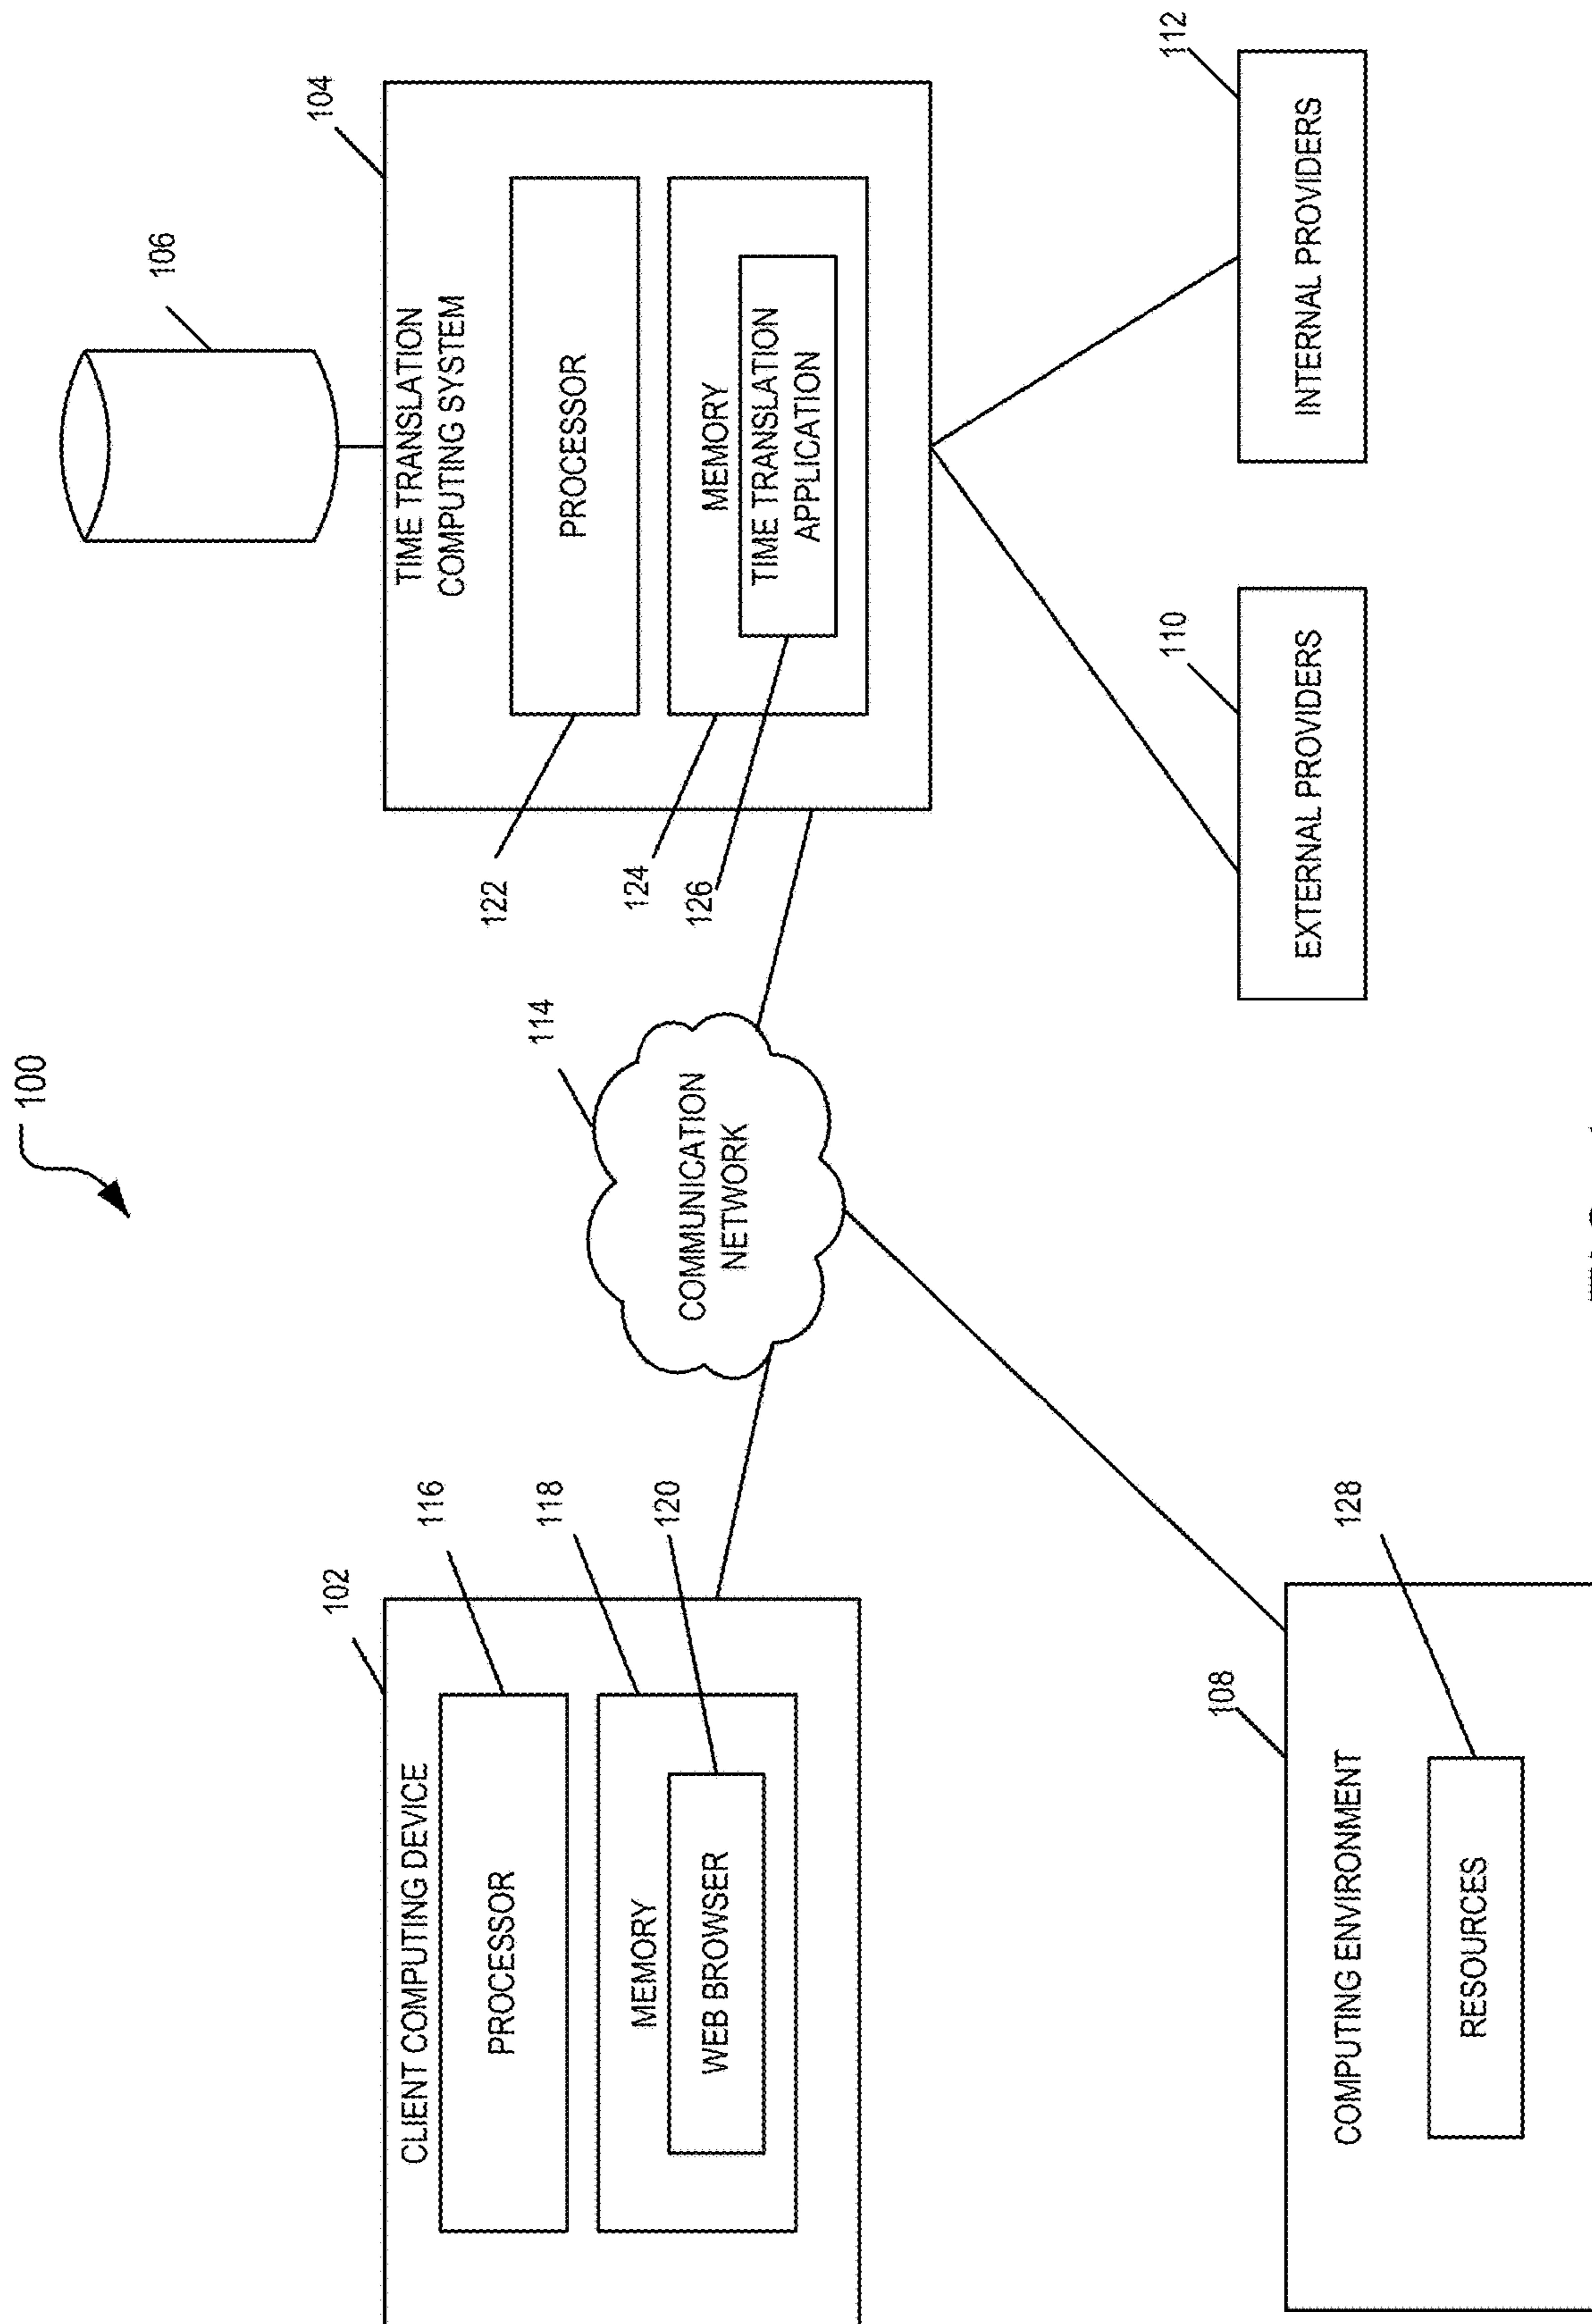 100
106
104
TIME TRANSLATION
COMPUTING SYSTEM
PROCESSOR
MEMORY
TIME TRANSLATION
APPLICATION
122
124
126
114
COMMUNICATION
NETWORK
102
CLIENT COMPUTING DEVICE
116
PROCESSOR
118
MEMORY
120
WEB BROWSER
108
COMPUTING ENVIRONMENT
128
RESOURCES
110
EXTERNAL PROVIDERS
112
INTERNAL PROVIDERS